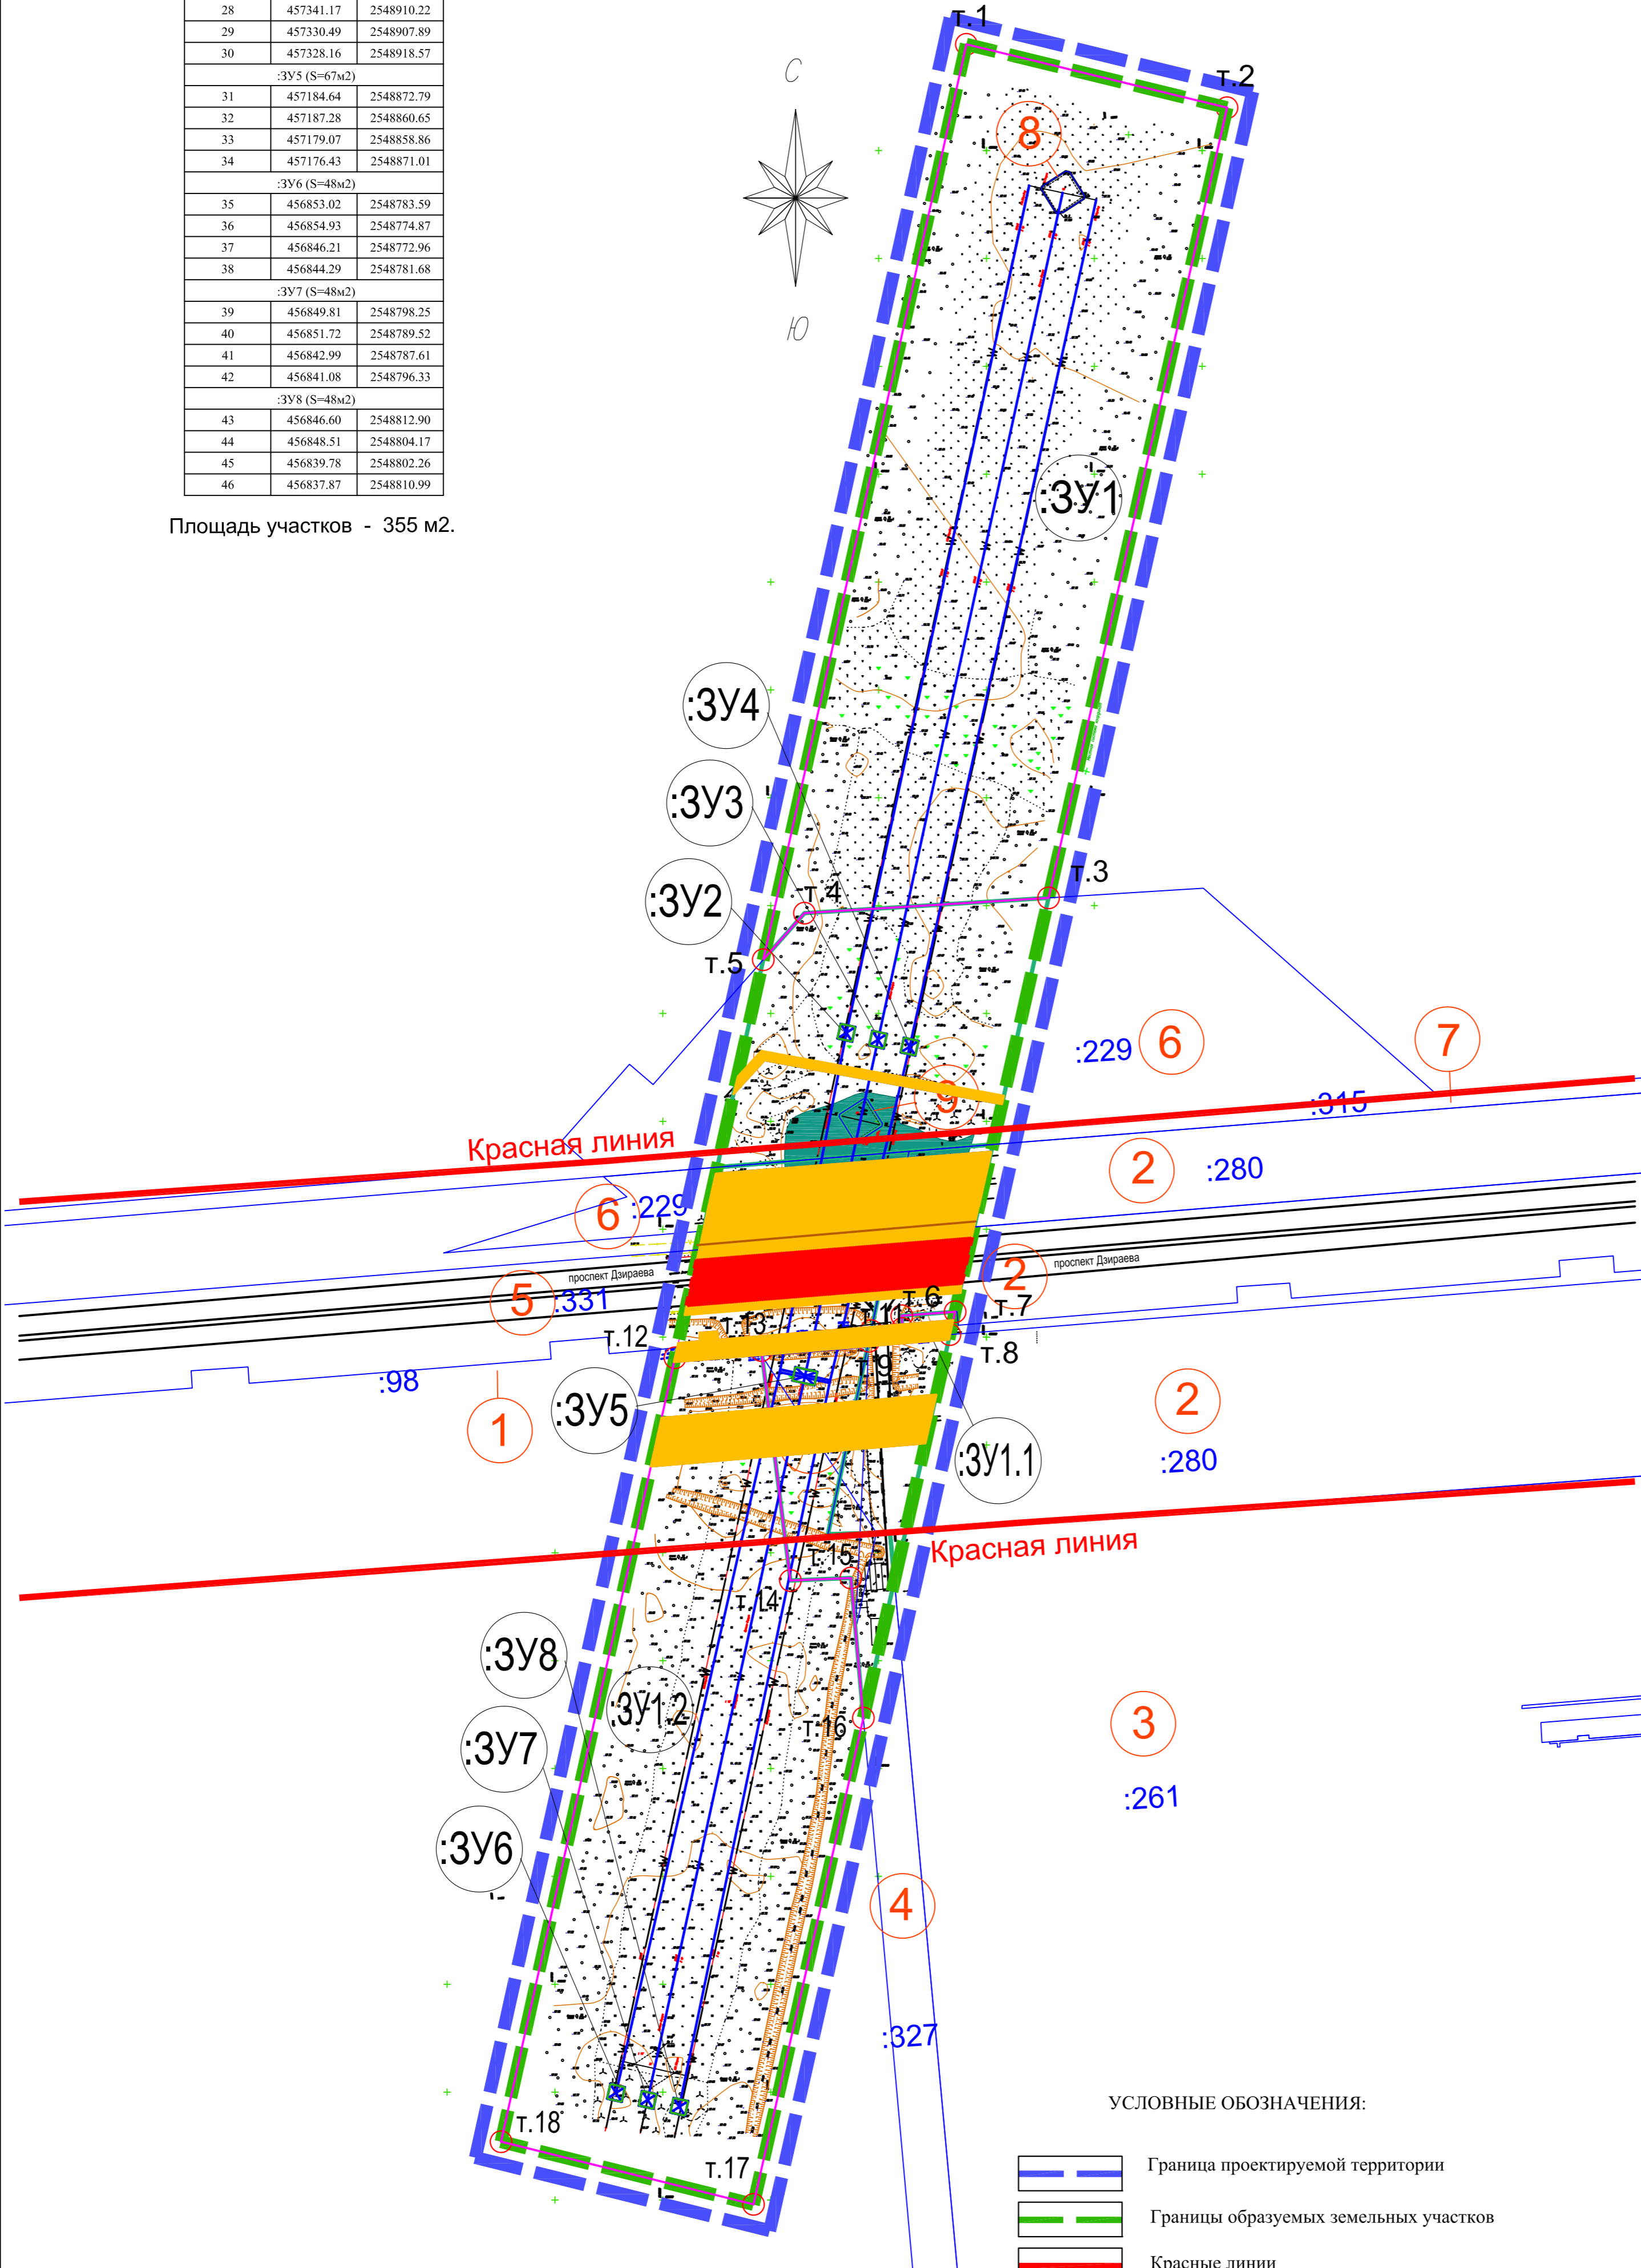 28 457341.17 2548910.22
29 457330.49 2548907.89
30 457328.16 2548918.57
:ЗУ5 (S=67м2)
31 457184.64 2548872.79
32 457187.28 2548860.65
33 457179.07 2548858.86
34 457176.43 2548871.01
:ЗУ6 (S=48м2)
35 456853.02 2548783.59
36 456854.93 2548774.87
37 456846.21 2548772.96
38 456844.29 2548781.68
:ЗУ7 (S=48м2)
39 456849.81 2548798.25
40 456851.72 2548789.52
41 456842.99 2548787.61
42 456841.08 2548796.33
:ЗУ8 (S=48м2)
43 456846.60 2548812.90
44 456848.51 2548804.17
45 456839.78 2548802.26
46 456837.87 2548810.99
Площадь участков - 355 м2.
С
Ю
т.1
т.2
8
:ЗУ1
:ЗУ4
:ЗУ3
:ЗУ2
т.3
т.4
т.5
:229
6
7
9
:315
Красная линия
2
:280
6
:229
проспект Дзираева
проспект Дзираева
5
:331
2
т.6
т.7
т.11
т.13
т.12
т.8
т.9
:98
:ЗУ5
2
1
:ЗУ1.1
:280
Красная линия
т.15
т.14
:ЗУ8
:ЗУ1.2
т.16
3
:ЗУ7
:261
:ЗУ6
4
:327
т.18
т.17
УСЛОВНЫЕ ОБОЗНАЧЕНИЯ:
Граница проектируемой территории
Границы образуемых земельных участков
Красные линии